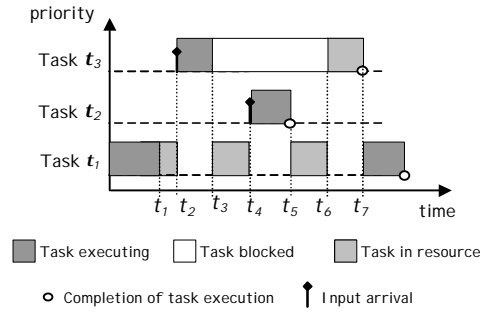 priority
Task t3
Task t2
Task t1
t1 t2 t3 t4 t5 t6 t7
time
Task executing Task blocked Task in resource
Completion of task execution Input arrival